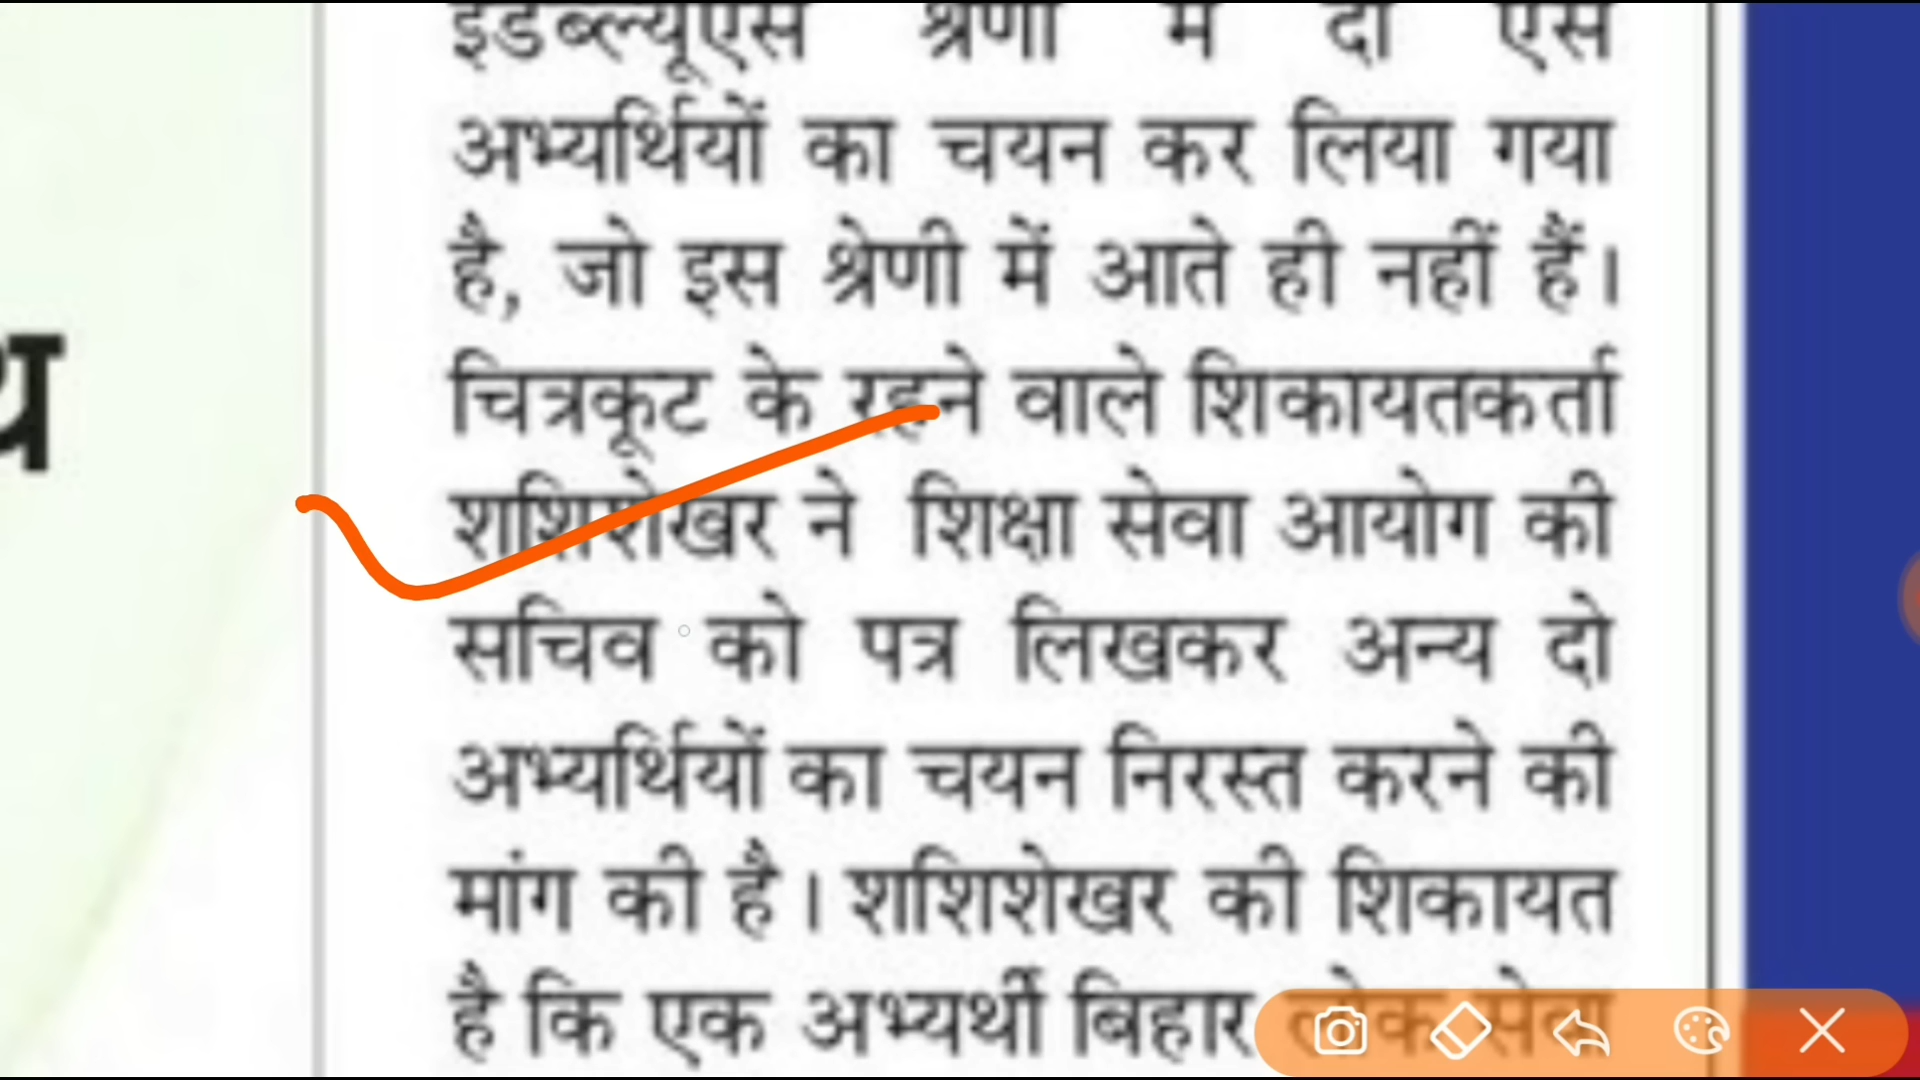 ईडब्ल्यूएस श्रेणी में दो ऐसे
अभ्यर्थियों का चयन कर लिया गया
है, जो इस श्रेणी में आते ही नहीं हैं।
चित्रकूट के रहने वाले शिकायतकर्ता
शशिशेखर ने शिक्षा सेवा आयोग की
सचिव को पत्र लिखकर अन्य दो
अभ्यर्थियों का चयन निरस्त करने की
मांग की है। शशिशेखर की शिकायत
है कि एक अभ्यर्थी बिहार लोक सेवा